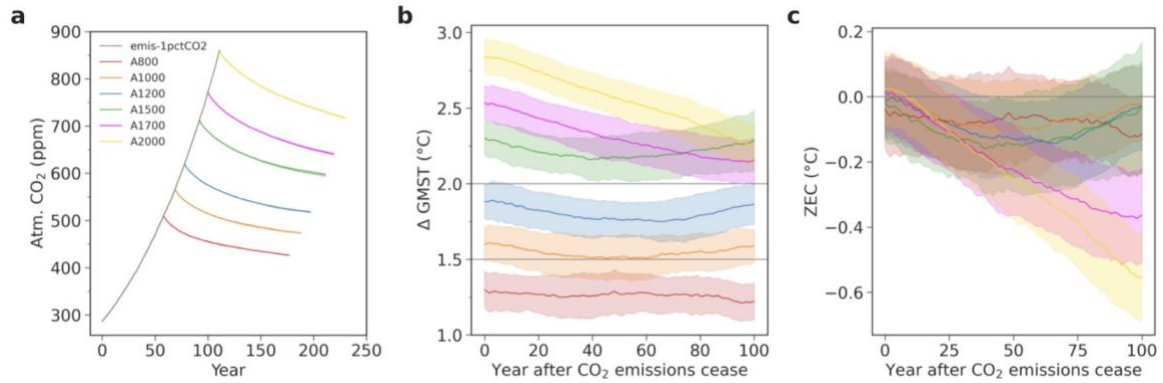 a
900
800
700
600
500
400
300
Atm. CO₂ (ppm)
emis-1pctCO2
A800
A1000
A1200
A1500
A1700
A2000
0 50 100 150 200 250
Year
b
3.0
2.5
2.0
1.5
1.0
Δ GMST (°C)
0 20 40 60 80 100
Year after CO₂ emissions cease
c
0.2
0.0
−0.2
−0.4
−0.6
ZEC (°C)
0 25 50 75 100
Year after CO₂ emissions cease